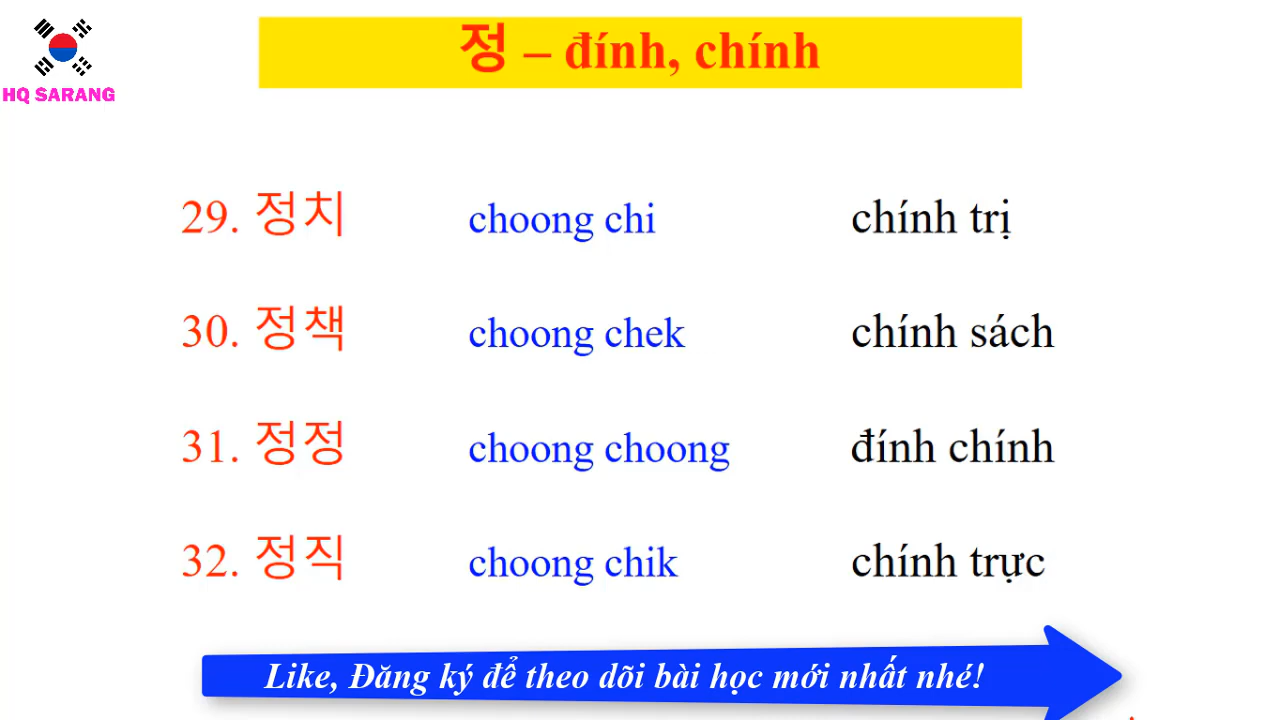 HQ SARANG
정 – đính, chính
29. 정치 choong chi chính trị
30. 정책 choong chek chính sách
31. 정정 choong choong đính chính
32. 정직 choong chik chính trực
Like, Đăng ký để theo dõi bài học mới nhất nhé!